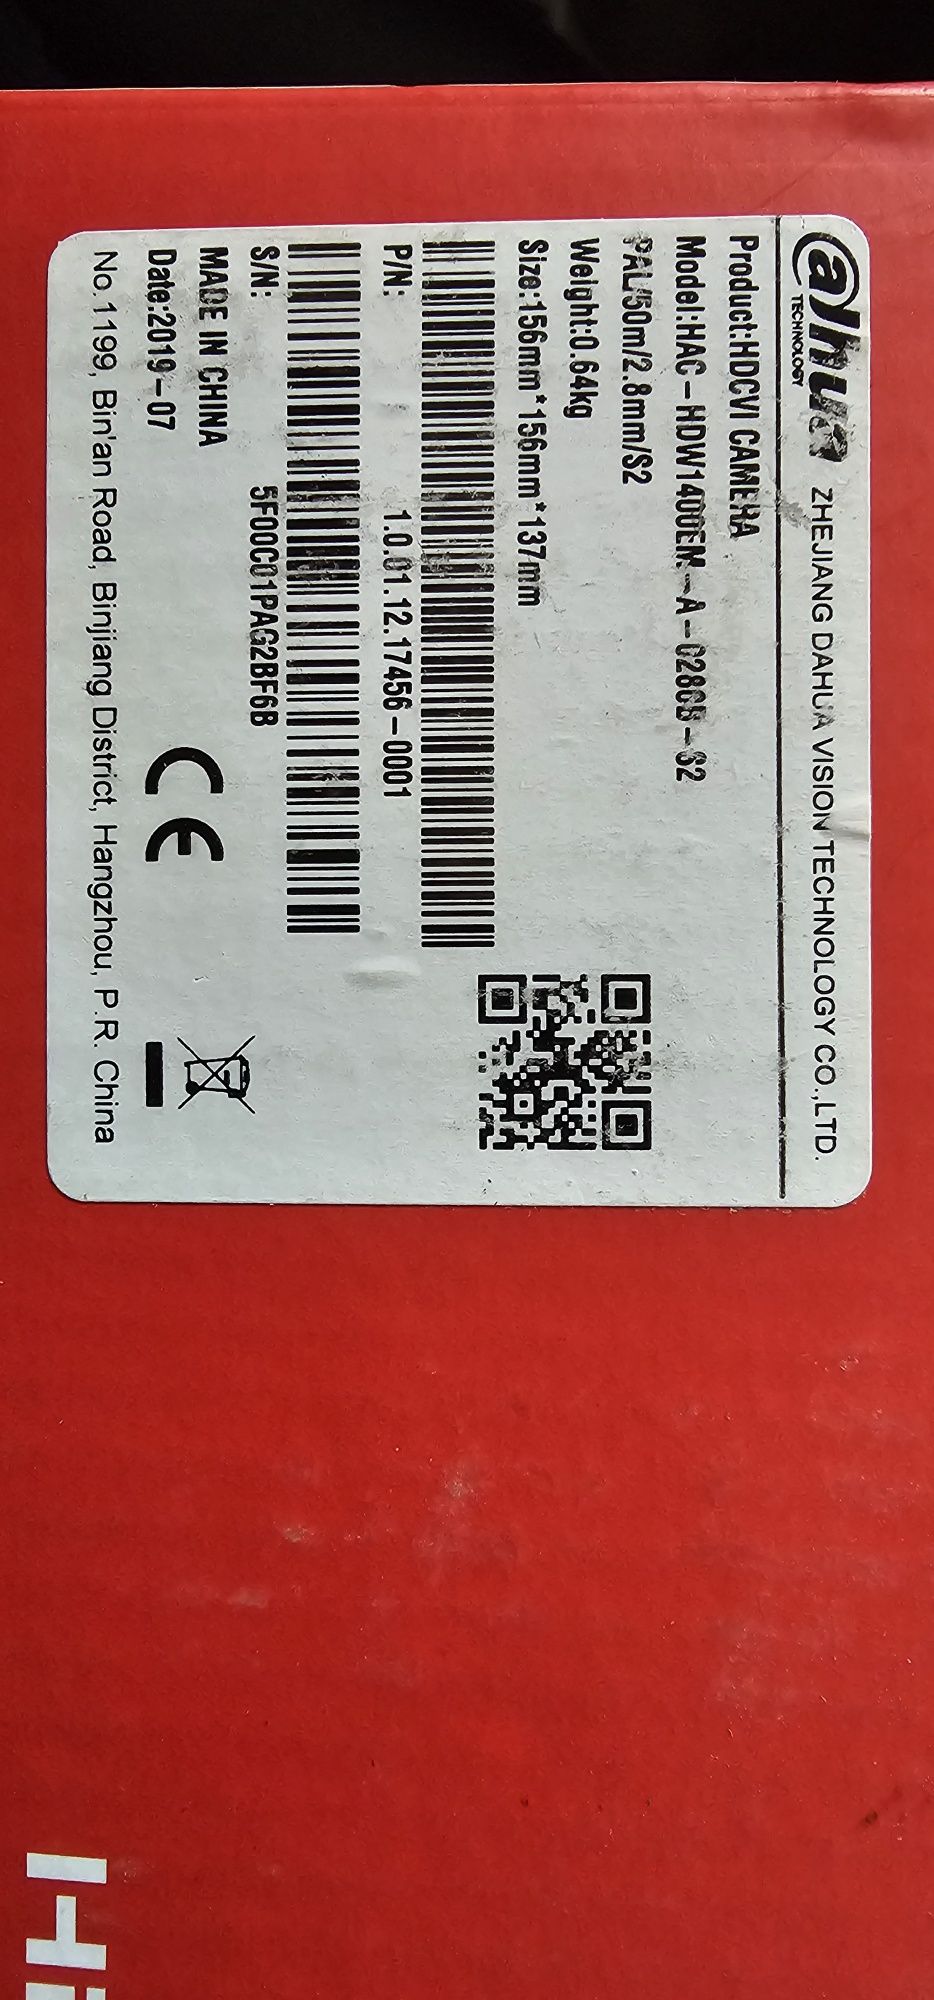 alhua
TECHNOLOGY
ZHEJIANG DAHUA VISION TECHNOLOGY CO.,LTD.
Product:HDCVI CAMERA
Model:HAC-HDW1400EM-A-0280B-S2
PAL/50m/2.8mm/S2
Weight:0.64kg
Size:156mm*156mm*137mm
P/N: 1.0.01.12.17456-0001
S/N: 5F00C01PAG2BF6B
MADE IN CHINA
Date:2019-07
CE
No.1199, Bin'an Road, Binjiang District, Hangzhou, P.R. China